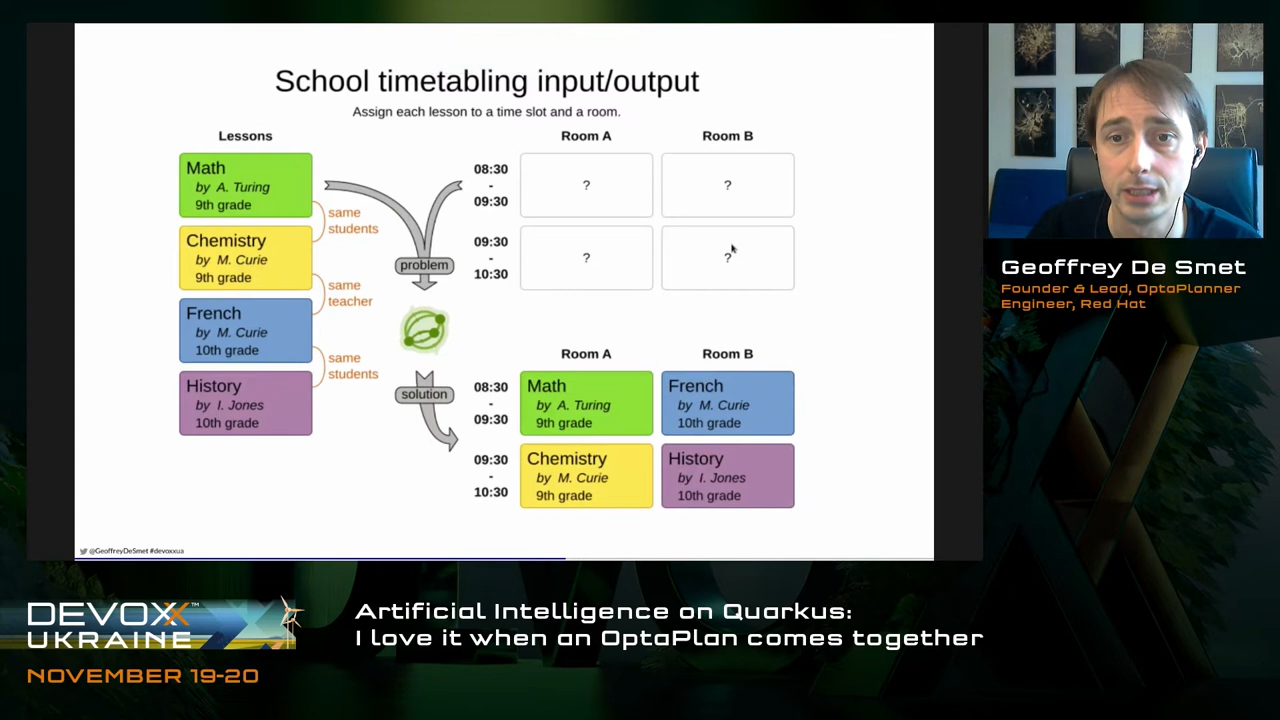 School timetabling input/output
Assign each lesson to a time slot and a room.
Lessons
Math
by A. Turing
9th grade
Chemistry
by M. Curie
9th grade
French
by M. Curie
10th grade
History
by I. Jones
10th grade
same
students
same
teacher
same
students
problem
solution
Room A
Room B
08:30
-
09:30
?
?
09:30
-
10:30
?
?
Room A
Room B
08:30
-
09:30
Math
by A. Turing
9th grade
French
by M. Curie
10th grade
09:30
-
10:30
Chemistry
by M. Curie
9th grade
History
by I. Jones
10th grade
@GeoffreyDeSmet #devoxxua
Geoffrey De Smet
Founder & Lead, OptaPlanner
Engineer, Red Hat
DEVOXX™
UKRAINE
NOVEMBER 19-20
Artificial Intelligence on Quarkus:
I love it when an OptaPlan comes together